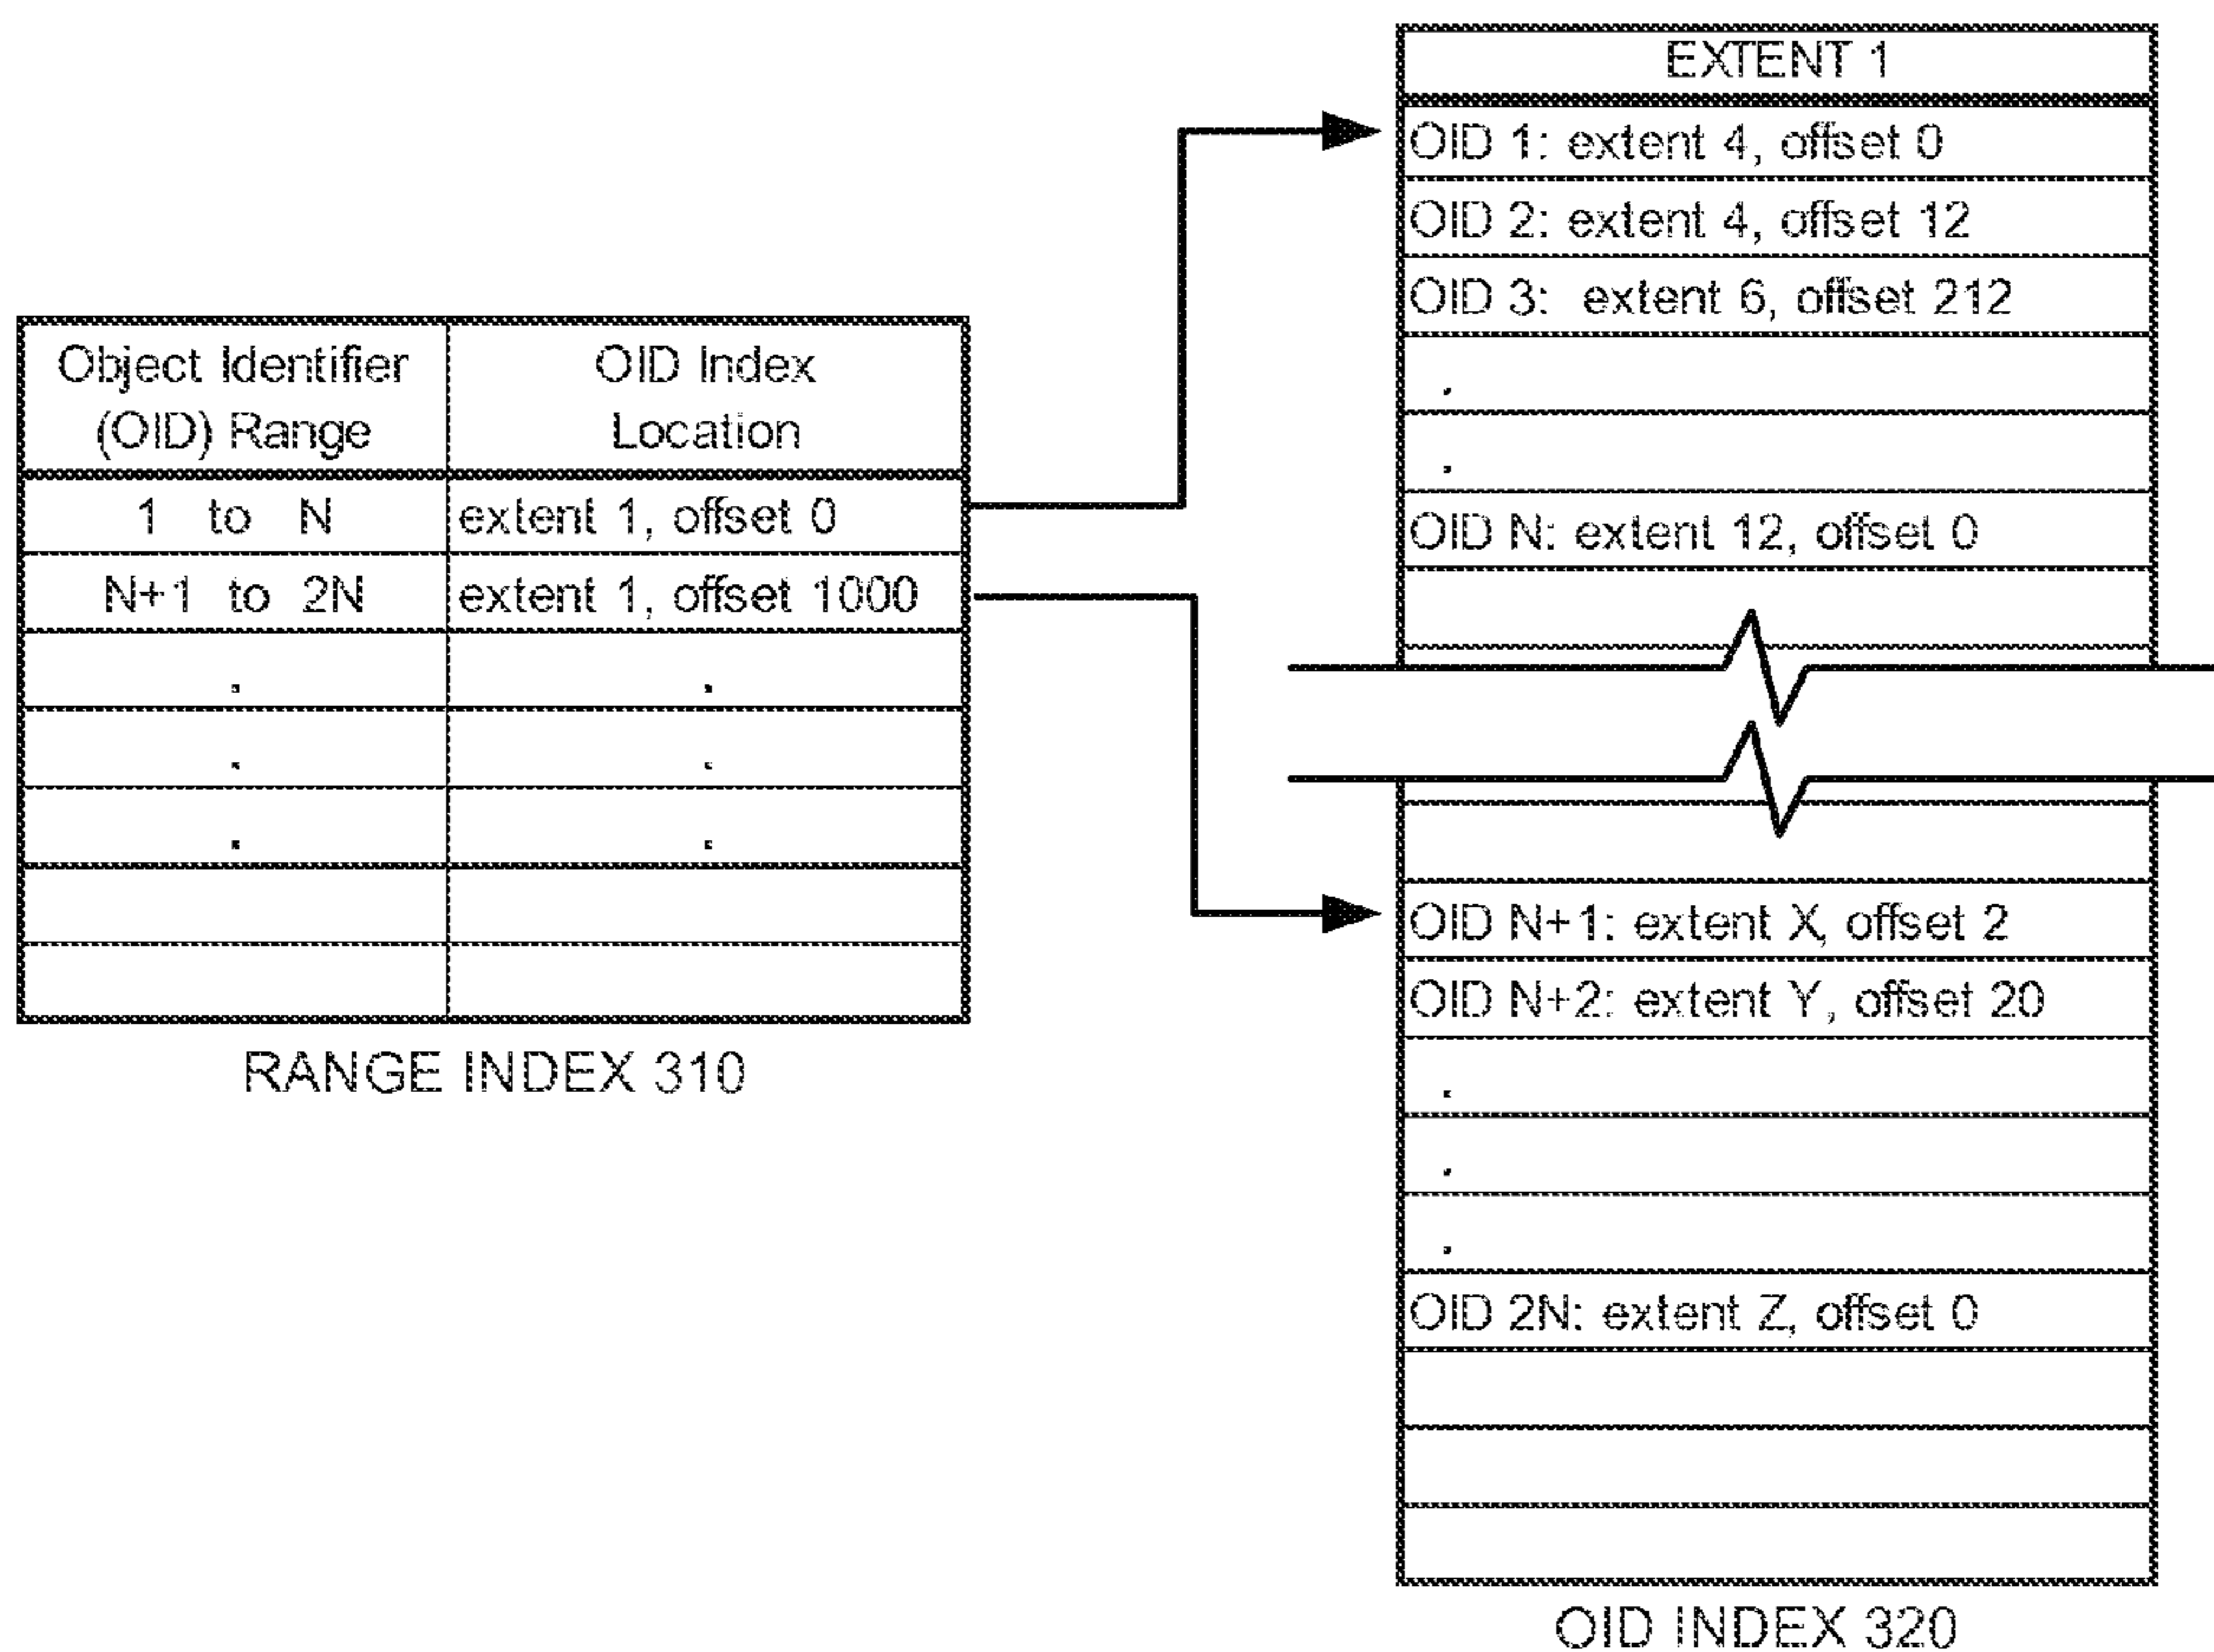 Object Identifier
(OID) Range
OID Index
Location
1 to N
extent 1, offset 0
N+1 to 2N
extent 1, offset 1000
.
.
.
.
.
.
RANGE INDEX 310
EXTENT 1
OID 1: extent 4, offset 0
OID 2: extent 4, offset 12
OID 3: extent 6, offset 212
.
.
OID N: extent 12, offset 0
OID N+1: extent X, offset 2
OID N+2: extent Y, offset 20
.
.
.
OID 2N: extent Z, offset 0
OID INDEX 320